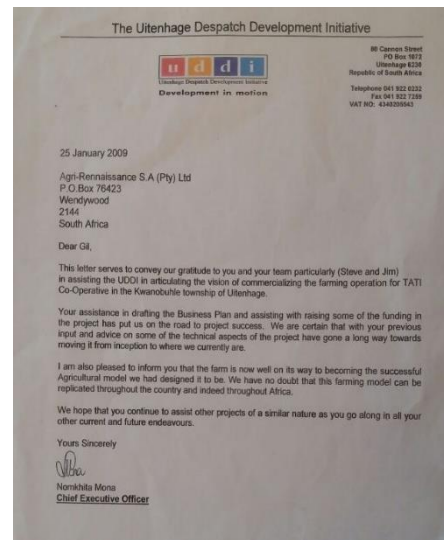 The Uitenhage Despatch Development Initiative
u d d i
Uitenhage Despatch Development Initiative
Development in motion
Cannon Street
PO Box 1072
Uitenhage 6230
Republic of South Africa
Telephone 041 922 0232
Fax 041 922 7259
VAT NO:
25 January 2009
Agri-Rennaissance S.A (Pty) Ltd
P.O.Box 76423
Wendywood
2144
South Africa
Dear Gil,
This letter serves to convey our gratitude to you and your team particularly (Steve and Jim)
in assisting the UDDI in articulating the vision of commercializing the farming operation for TATI
Co-Operative in the Kwanobuhle township of Uitenhage.
Your assistance in drafting the Business Plan and assisting with raising some of the funding in
the project has put us on the road to project success. We are certain that with your previous
input and advice on some of the technical aspects of the project have gone a long way towards
moving it from inception to where we currently are.
I am also pleased to inform you that the farm is now well on its way to becoming the successful
Agricultural model we had designed it to be. We have no doubt that this farming model can be
replicated throughout the country and indeed throughout Africa.
We hope that you continue to assist other projects of a similar nature as you go along in all your
other current and future endeavours.
Yours Sincerely
Nomkhita Mona
Chief Executive Officer